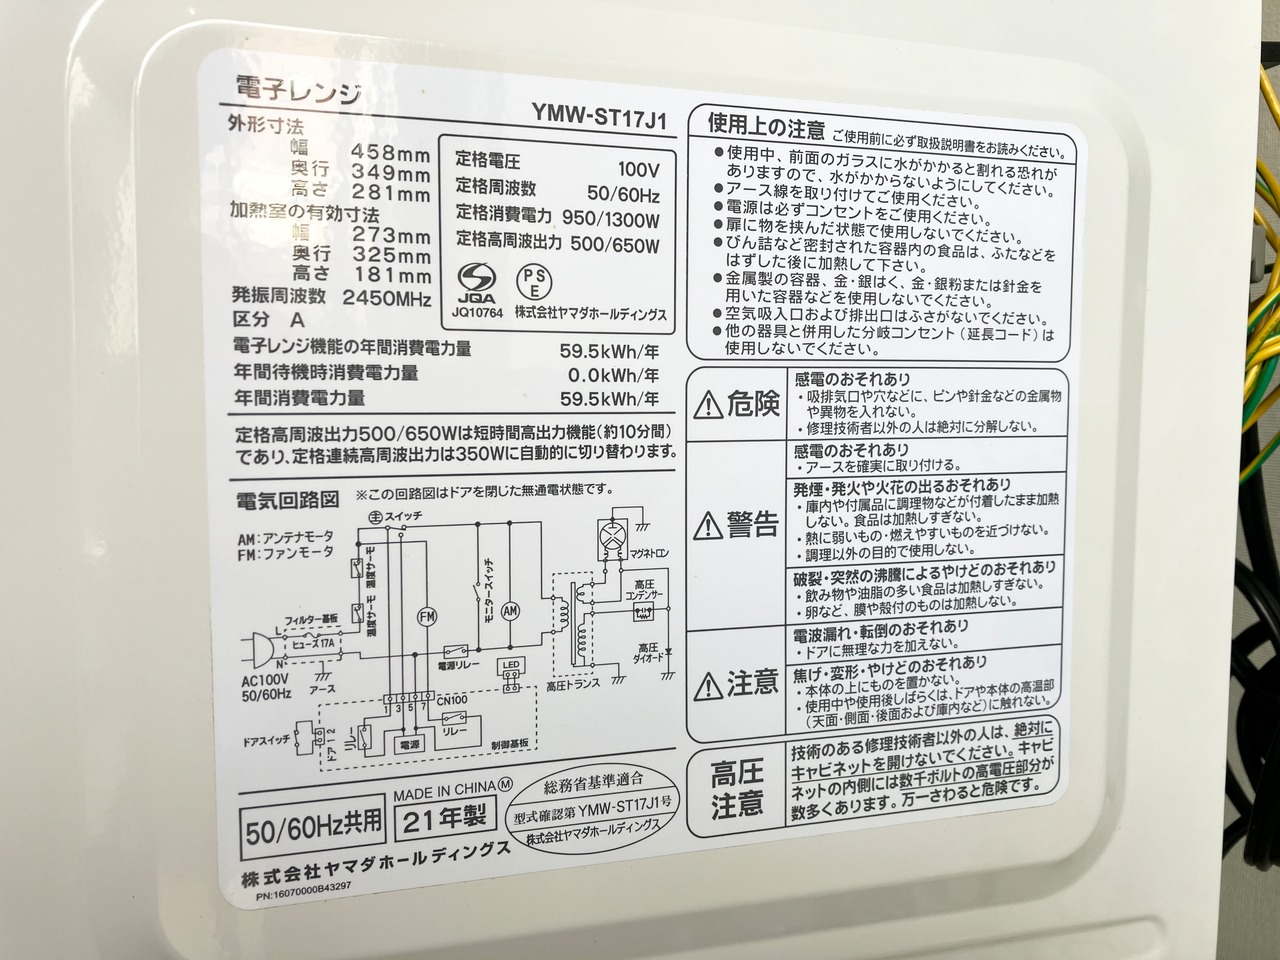 電子レンジ
YMW-ST17J1
外形寸法
幅 458mm
奥行 349mm
高さ 281mm
加熱室の有効寸法
幅 273mm
奥行 325mm
高さ 181mm
発振周波数 2450MHz
区分 A
定格電圧 100V
定格周波数 50/60Hz
定格消費電力 950/1300W
定格高周波出力 500/650W
JQA
PS
E
JQ10764 株式会社ヤマダホールディングス
電子レンジ機能の年間消費電力量 59.5kWh/年
年間待機時消費電力量 0.0kWh/年
年間消費電力量 59.5kWh/年
定格高周波出力500/650Wは短時間高出力機能(約10分間)
であり、定格連続高周波出力は350Wに自動的に切り替わります。
電気回路図 ※この回路図はドアを閉じた無通電状態です。
主 スイッチ
AM:アンテナモータ
FM:ファンモータ
マグネトロン
温度サーモ
温度サーモ
モニタースイッチ
高圧
コンデンサー
FM
AM
フィルター基板
L
ヒューズ17A
N
電源リレー
LED
高圧
ダイオード
AC100V
50/60Hz
アース
高圧トランス
CN100
1 3 5 7
ドアスイッチ
ドア12
リレー
電源
リレー
制御基板
50/60Hz共用
MADE IN CHINA M
21年製
総務省基準適合
型式確認第 YMW-ST17J1号
株式会社ヤマダホールディングス
株式会社ヤマダホールディングス
PN:16070000B43297
使用上の注意 ご使用前に必ず取扱説明書をお読みください。
●使用中、前面のガラスに水がかかると割れる恐れが
ありますので、水がかからないようにしてください。
●アース線を取り付けてご使用ください。
●電源は必ずコンセントをご使用ください。
●扉に物を挟んだ状態で使用しないでください。
●びん詰など密封された容器内の食品は、ふたなどを
はずした後に加熱して下さい。
●金属製の容器、金・銀はく、金・銀粉または針金を
用いた容器などを使用しないでください。
●空気吸入口および排出口はふさがないでください。
●他の器具と併用した分岐コンセント(延長コード)は
使用しないでください。
危険
感電のおそれあり
・吸排気口や穴などに、ピンや針金などの金属物
や異物を入れない。
・修理技術者以外の人は絶対に分解しない。
警告
感電のおそれあり
・アースを確実に取り付ける。
発煙・発火や火花の出るおそれあり
・庫内や付属品に調理物などが付着したまま加熱
しない。食品は加熱しすぎない。
・熱に弱いもの・燃えやすいものを近づけない。
・調理以外の目的で使用しない。
破裂・突然の沸騰によるやけどのおそれあり
・飲み物や油脂の多い食品は加熱しすぎない。
・卵など、膜や殻付のものは加熱しない。
注意
電波漏れ・転倒のおそれあり
・ドアに無理な力を加えない。
焦げ・変形・やけどのおそれあり
・本体の上にものを置かない。
・使用中や使用後しばらくは、ドアや本体の高温部
(天面・側面・後面および庫内など)に触れない。
高圧
注意
技術のある修理技術者以外の人は、絶対に
キャビネットを開けないでください。キャビ
ネットの内側には数千ボルトの高電圧部分が
数多くあります。万一さわると危険です。